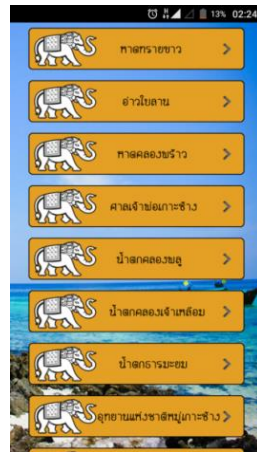 13% 02:24
หาดทรายขาว
อ่าวใบลาน
หาดคลองพร้าว
ศาลเจ้าพ่อเกาะช้าง
น้ำตกคลองพลู
น้ำตกคลองเจ้าเหลือม
น้ำตกธารมะยม
อุทยานแห่งชาติหมู่เกาะช้าง